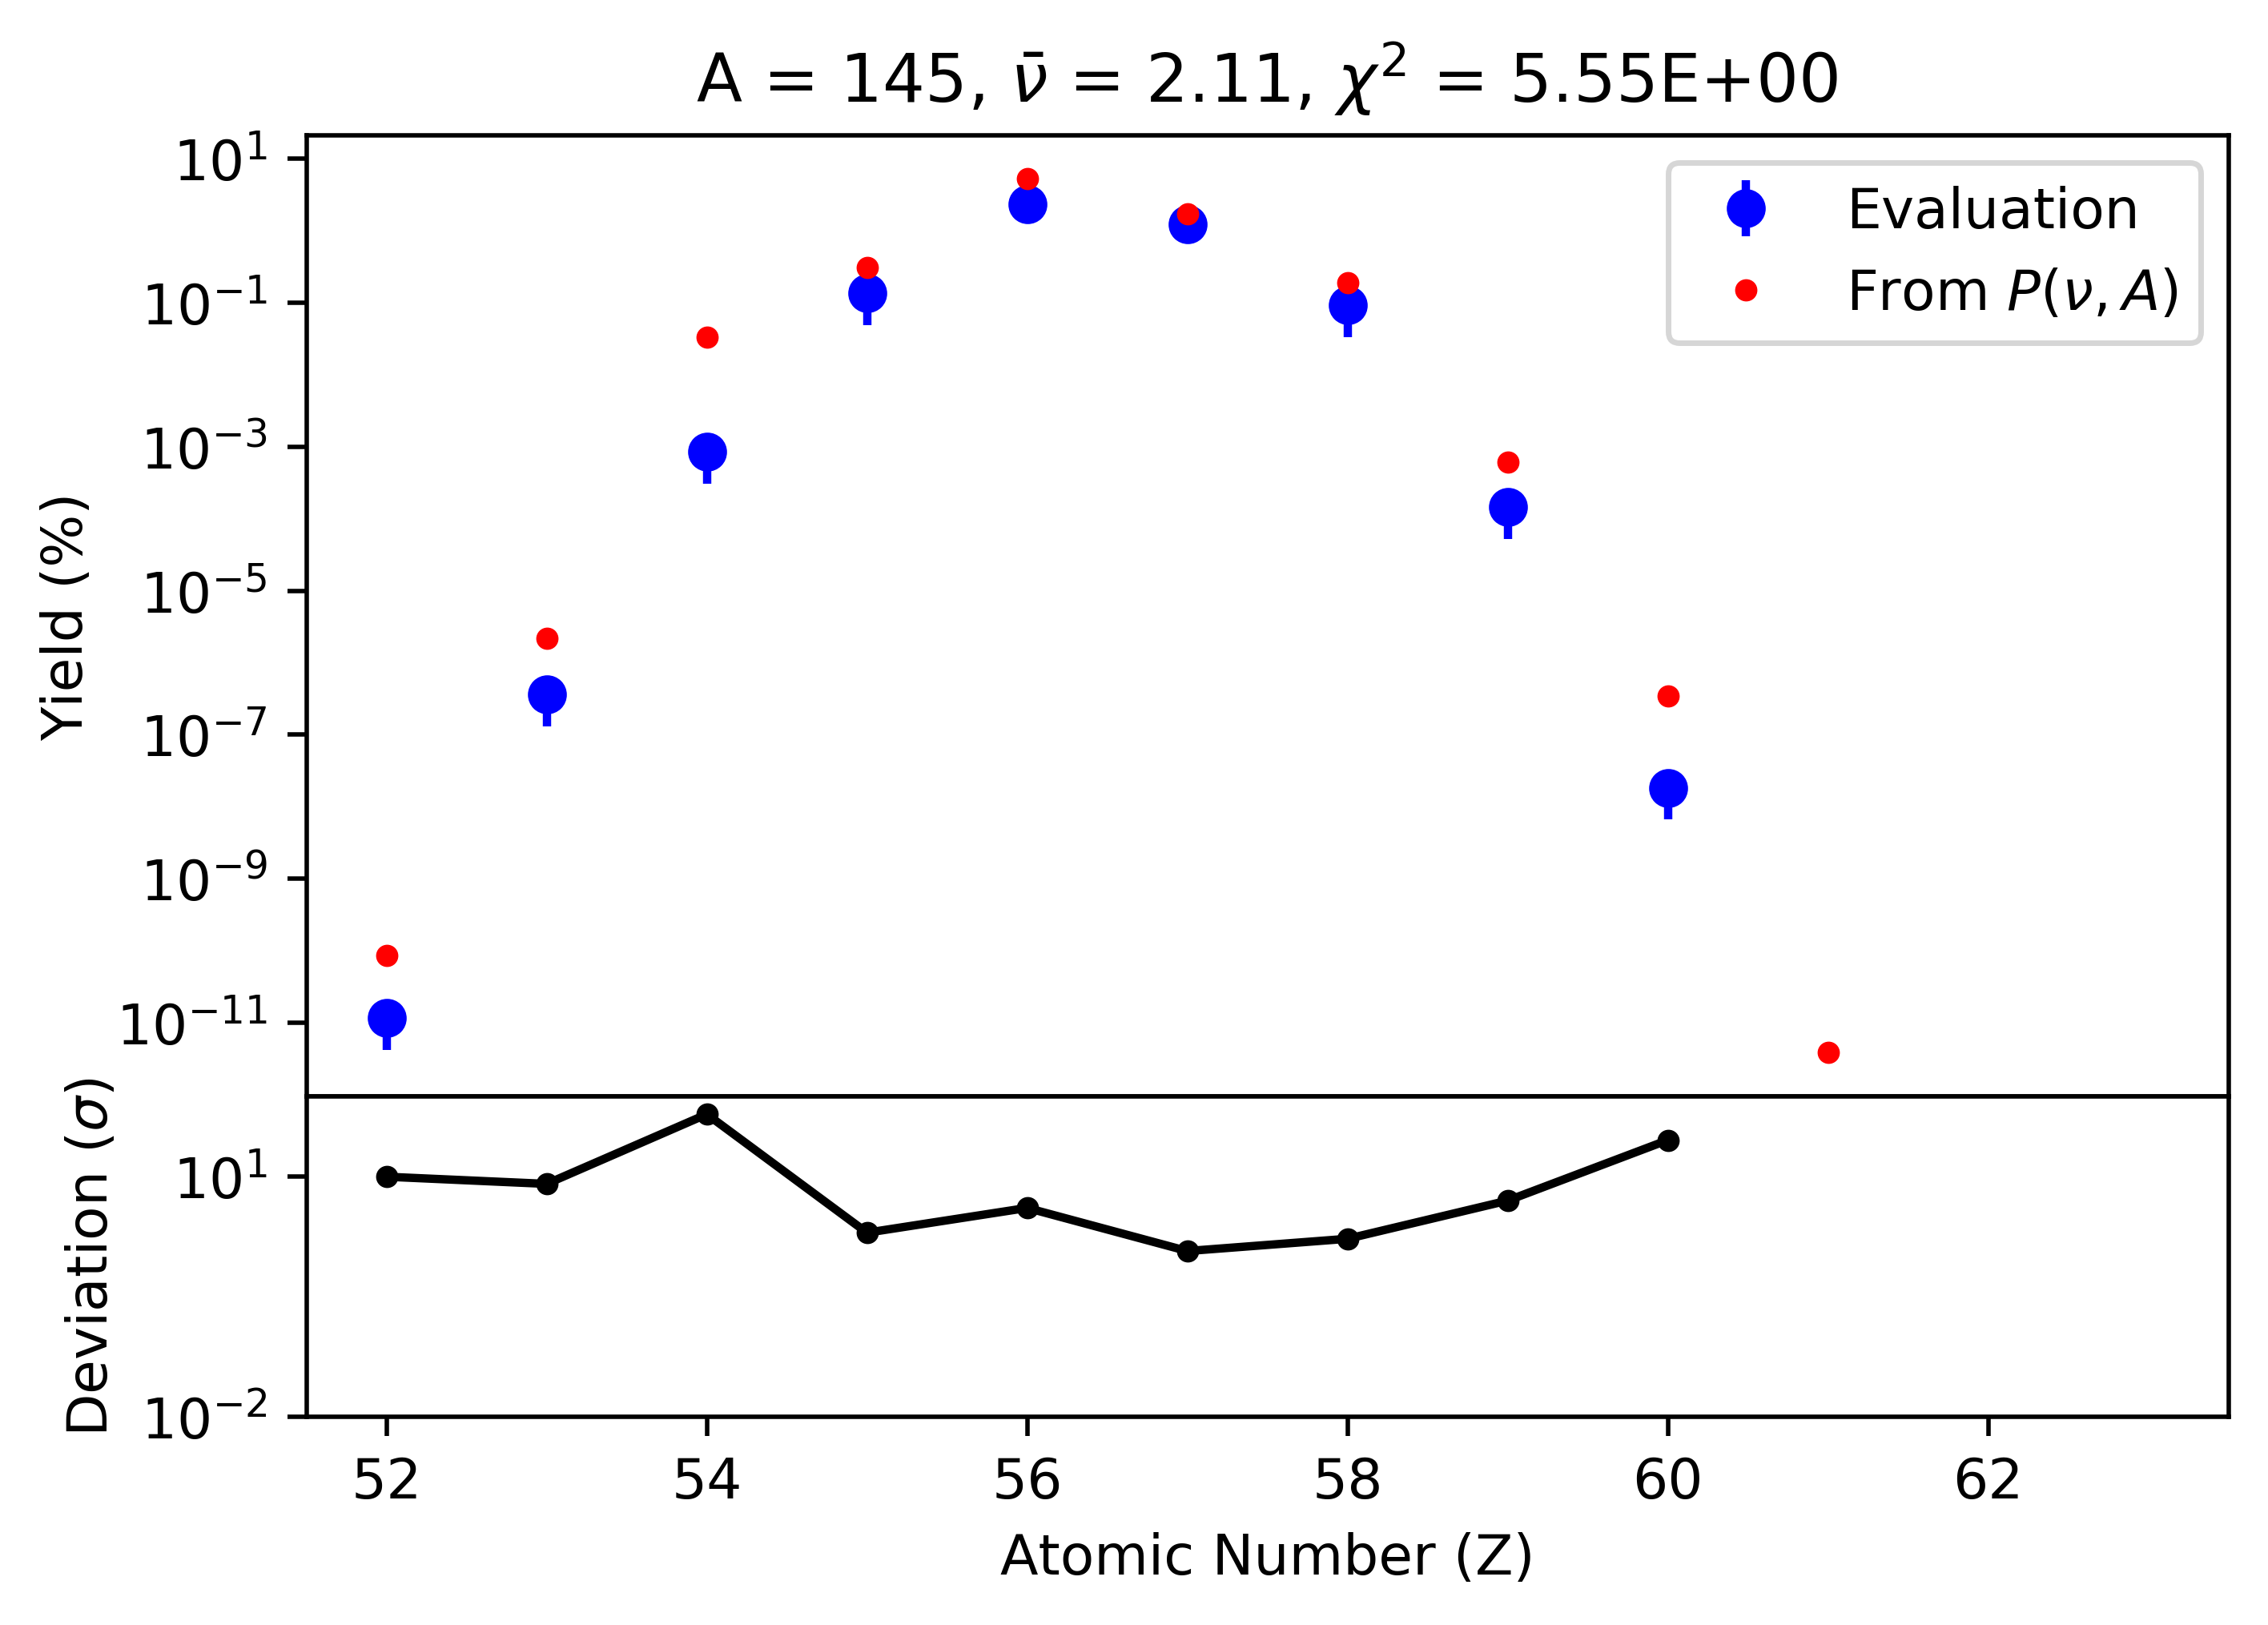 A = 145, ν̄ = 2.11, χ² = 5.55E+00
Evaluation
From P(ν, A)
Yield (%)
10¹
10⁻¹
10⁻³
10⁻⁵
10⁻⁷
10⁻⁹
10⁻¹¹
Deviation (σ)
10¹
10⁻²
52 54 56 58 60 62
Atomic Number (Z)